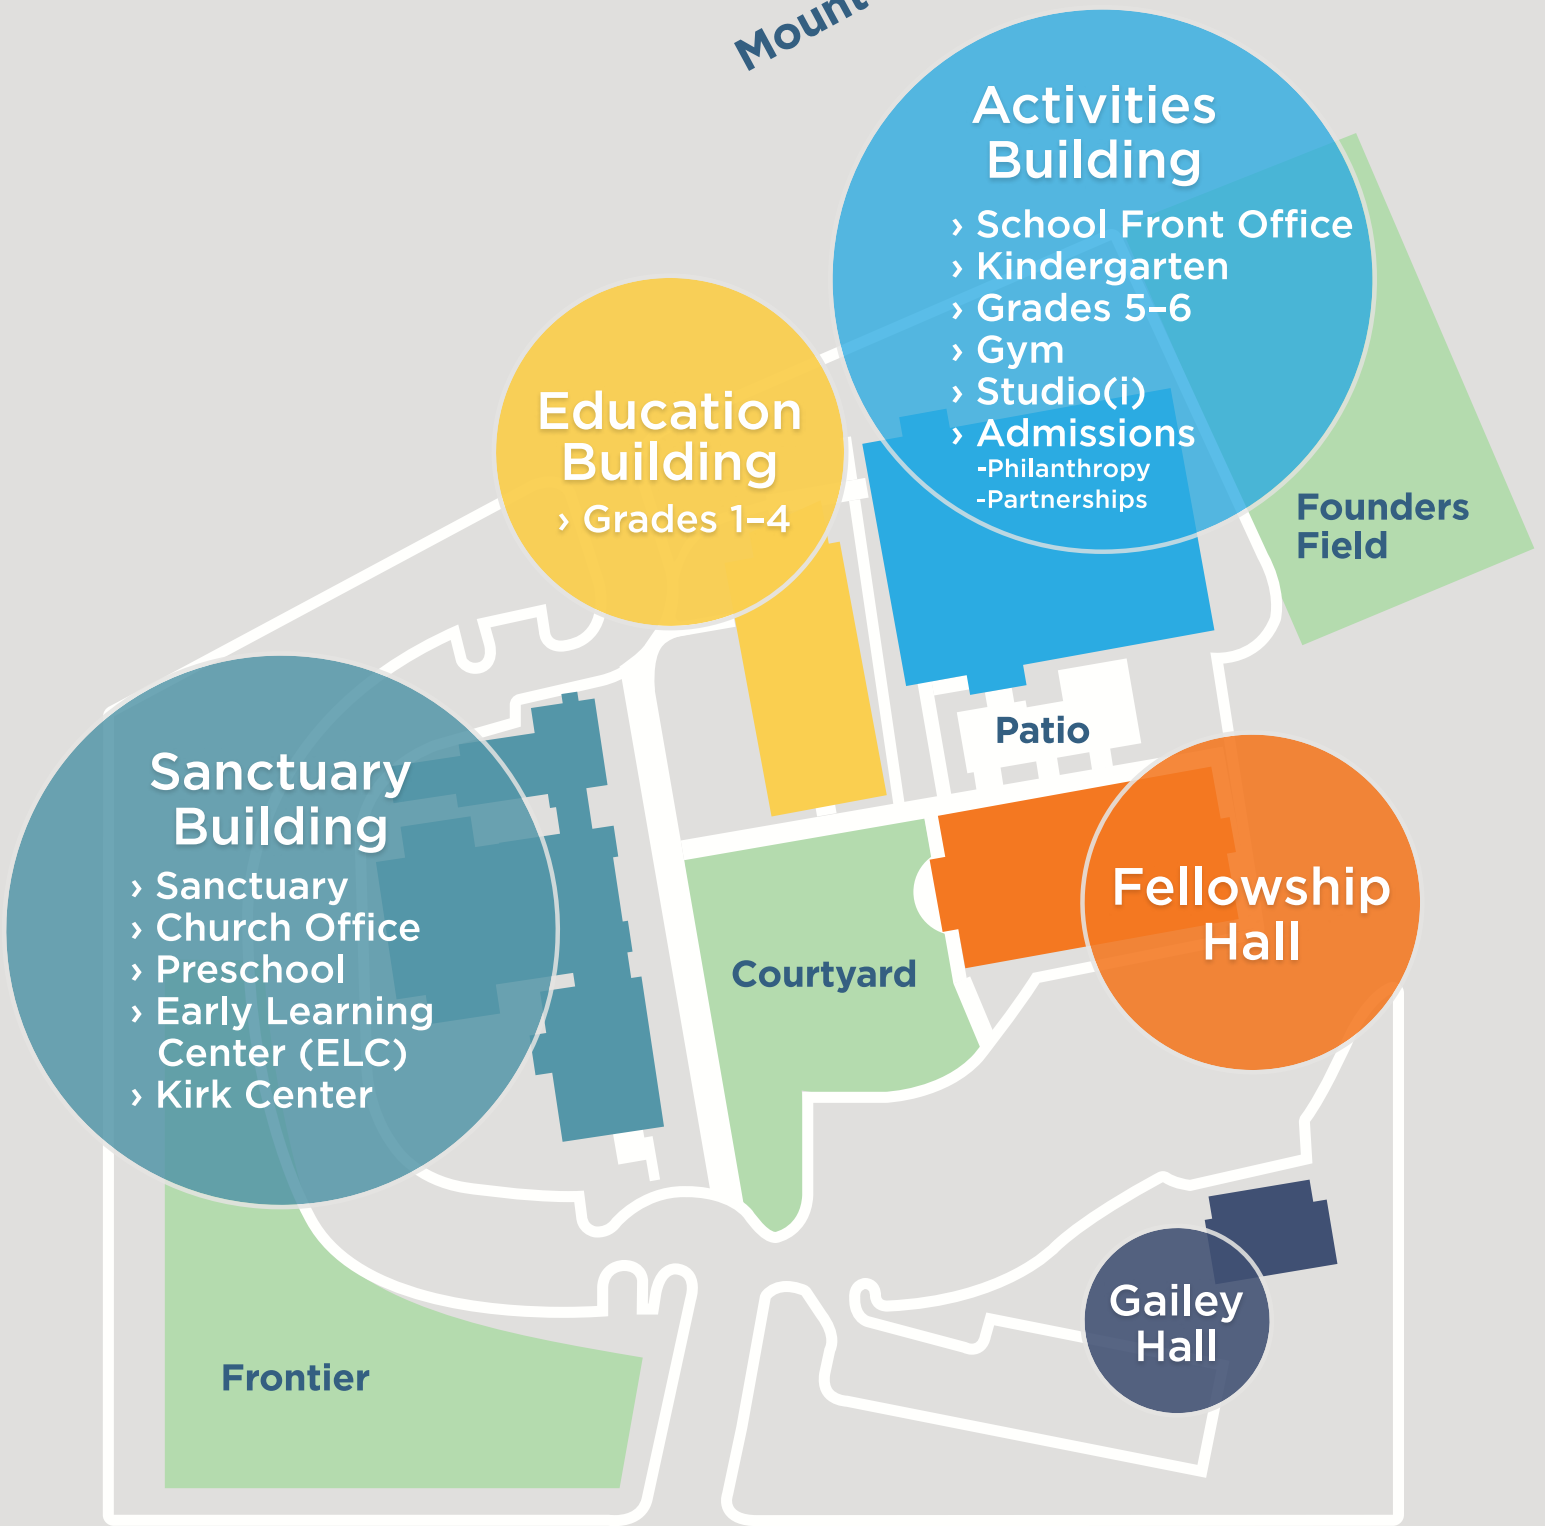 Mount
Activities
Building
› School Front Office
› Kindergarten
› Grades 5–6
› Gym
› Studio(i)
› Admissions
-Philanthropy
-Partnerships
Education
Building
› Grades 1–4
Founders
Field
Patio
Sanctuary
Building
› Sanctuary
› Church Office
› Preschool
› Early Learning
Center (ELC)
› Kirk Center
Fellowship
Hall
Courtyard
Gailey
Hall
Frontier